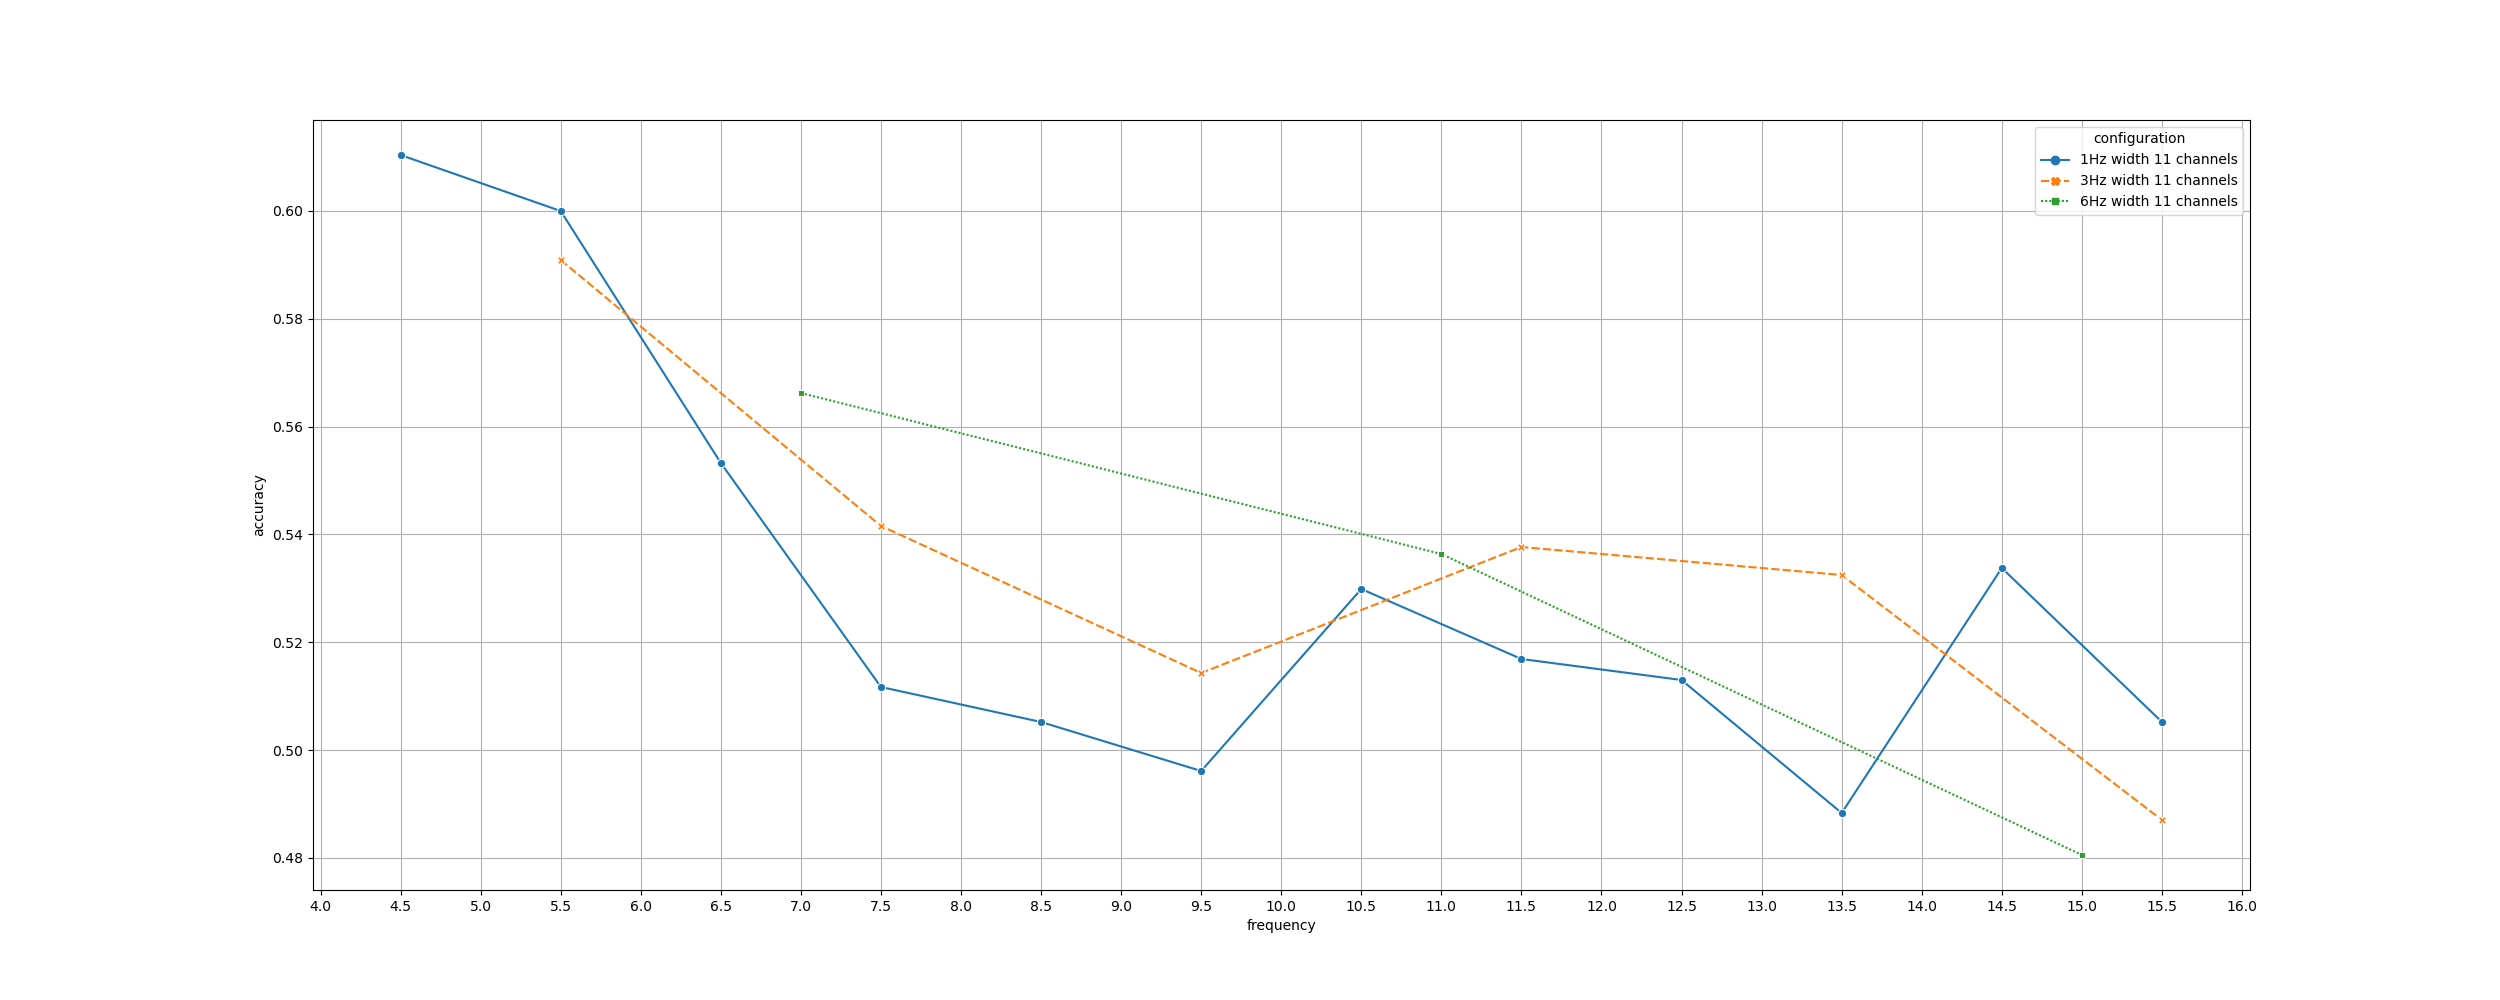 configuration
1Hz width 11 channels
3Hz width 11 channels
6Hz width 11 channels
0.60
0.58
0.56
0.54
0.52
0.50
0.48
accuracy
4.0 4.5 5.0 5.5 6.0 6.5 7.0 7.5 8.0 8.5 9.0 9.5 10.0 10.5 11.0 11.5 12.0 12.5 13.0 13.5 14.0 14.5 15.0 15.5 16.0
frequency